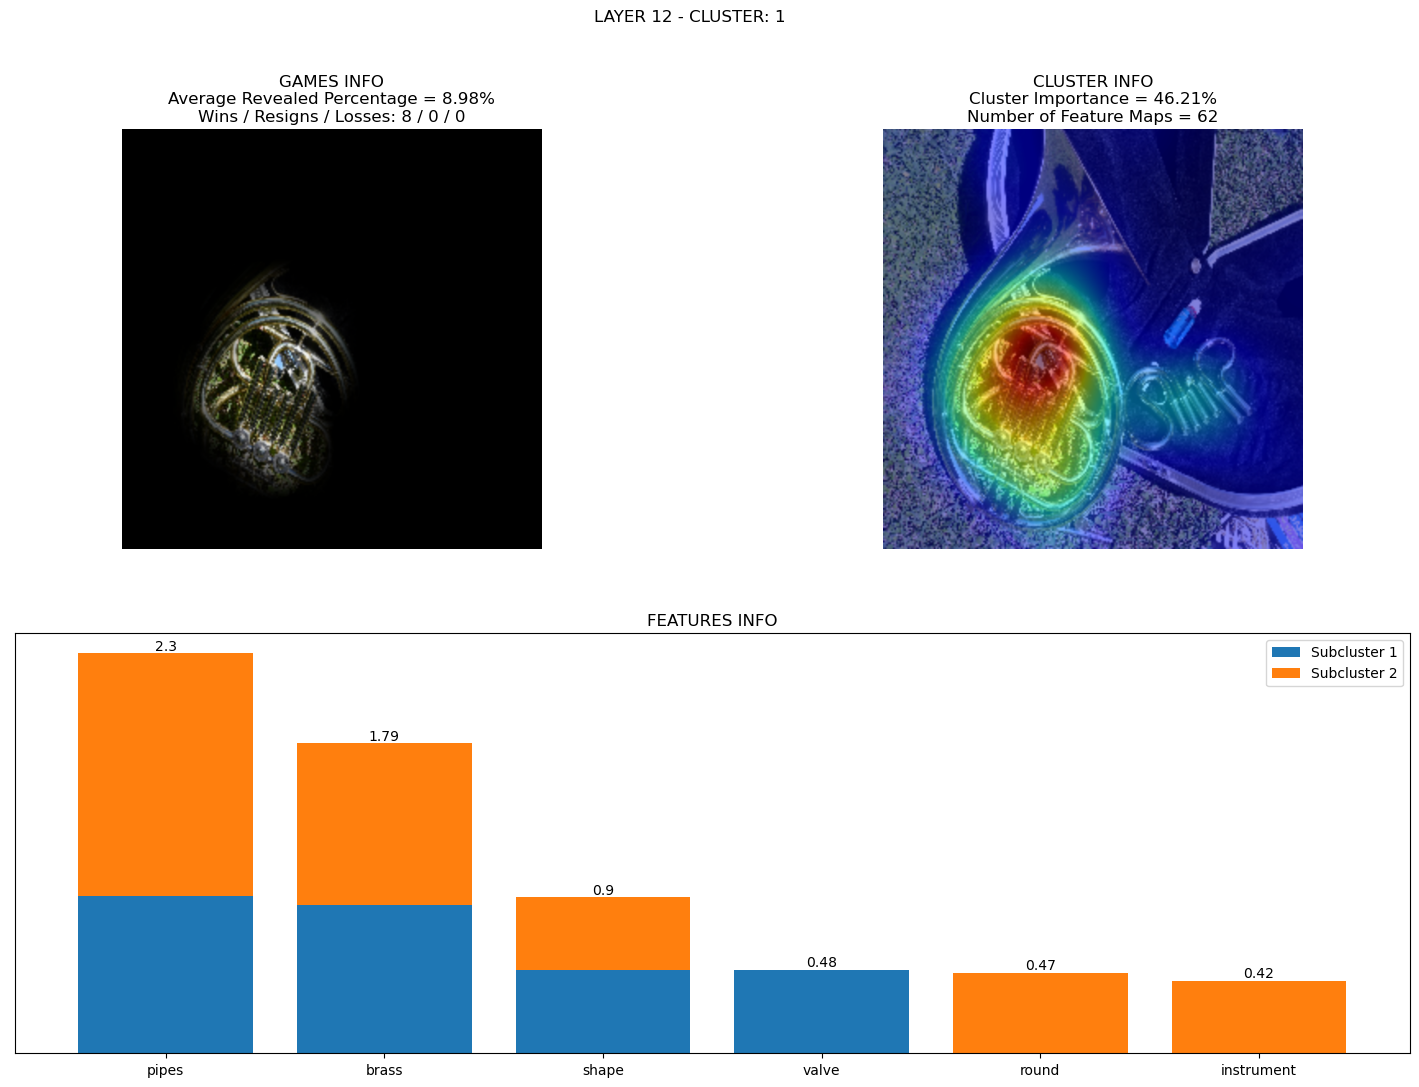 LAYER 12 - CLUSTER: 1
GAMES INFO
Average Revealed Percentage = 8.98%
Wins / Resigns / Losses: 8 / 0 / 0
CLUSTER INFO
Cluster Importance = 46.21%
Number of Feature Maps = 62
FEATURES INFO
2.3
1.79
0.9
0.48
0.47
0.42
Subcluster 1
Subcluster 2
pipes
brass
shape
valve
round
instrument